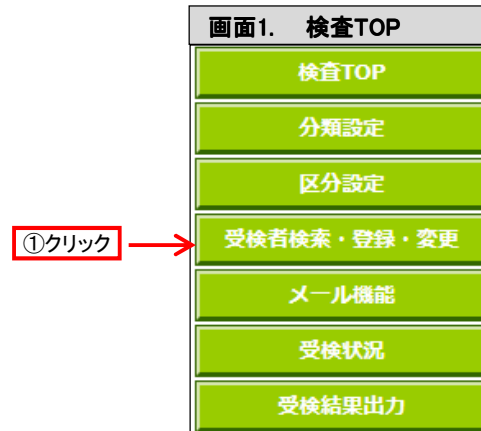 画面1. 検査TOP
検査TOP
分類設定
区分設定
①クリック
受検者検索・登録・変更
メール機能
受検状況
受検結果出力